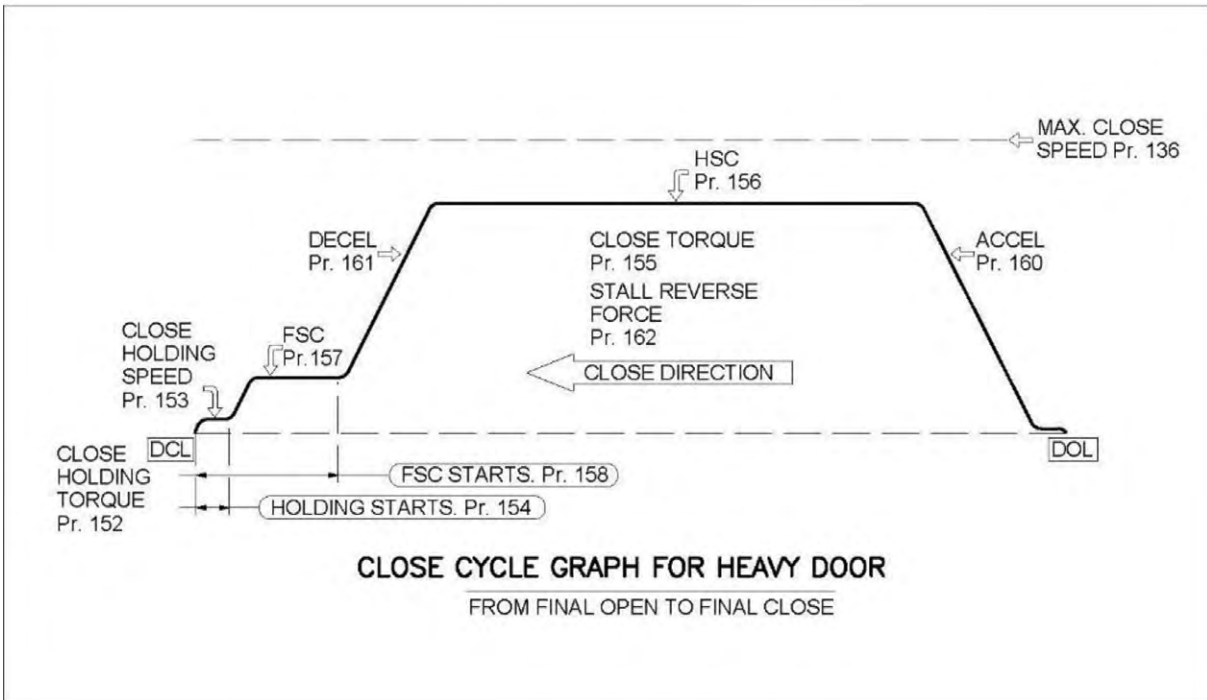 MAX. CLOSE
SPEED Pr. 136
HSC
Pr. 156
DECEL
Pr. 161
CLOSE TORQUE
Pr. 155
STALL REVERSE
FORCE
Pr. 162
ACCEL
Pr. 160
CLOSE
HOLDING
SPEED
Pr. 153
FSC
Pr.157
CLOSE DIRECTION
DCL
DOL
CLOSE
HOLDING
TORQUE
Pr. 152
FSC STARTS. Pr. 158
HOLDING STARTS. Pr. 154
CLOSE CYCLE GRAPH FOR HEAVY DOOR
FROM FINAL OPEN TO FINAL CLOSE